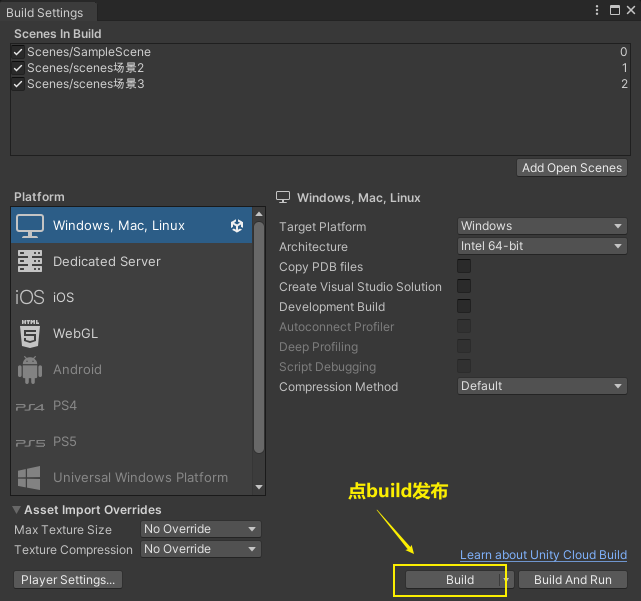 Build Settings
Scenes In Build
Scenes/SampleScene 0
Scenes/scenes场景2 1
Scenes/scenes场景3 2
Add Open Scenes
Platform
Windows, Mac, Linux
Dedicated Server
iOS iOS
HTML 5 WebGL
Android
PS4 PS4
PS5 PS5
Universal Windows Platform
Windows, Mac, Linux
Target Platform Windows
Architecture Intel 64-bit
Copy PDB files
Create Visual Studio Solution
Development Build
Autoconnect Profiler
Deep Profiling
Script Debugging
Compression Method Default
点build发布
Asset Import Overrides
Max Texture Size No Override
Texture Compression No Override
Learn about Unity Cloud Build
Player Settings...
Build
Build And Run